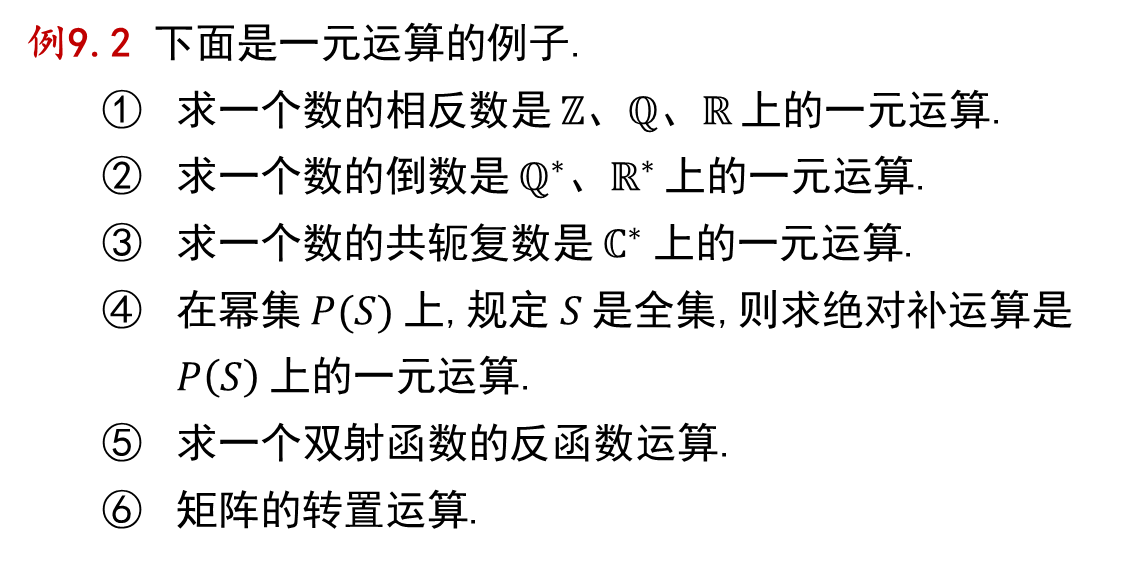 例9.2 下面是一元运算的例子.
① 求一个数的相反数是 ℤ、ℚ、ℝ 上的一元运算.
② 求一个数的倒数是 ℚ*、ℝ* 上的一元运算.
③ 求一个数的共轭复数是 ℂ* 上的一元运算.
④ 在幂集 P(S) 上, 规定 S 是全集, 则求绝对补运算是
P(S) 上的一元运算.
⑤ 求一个双射函数的反函数运算.
⑥ 矩阵的转置运算.